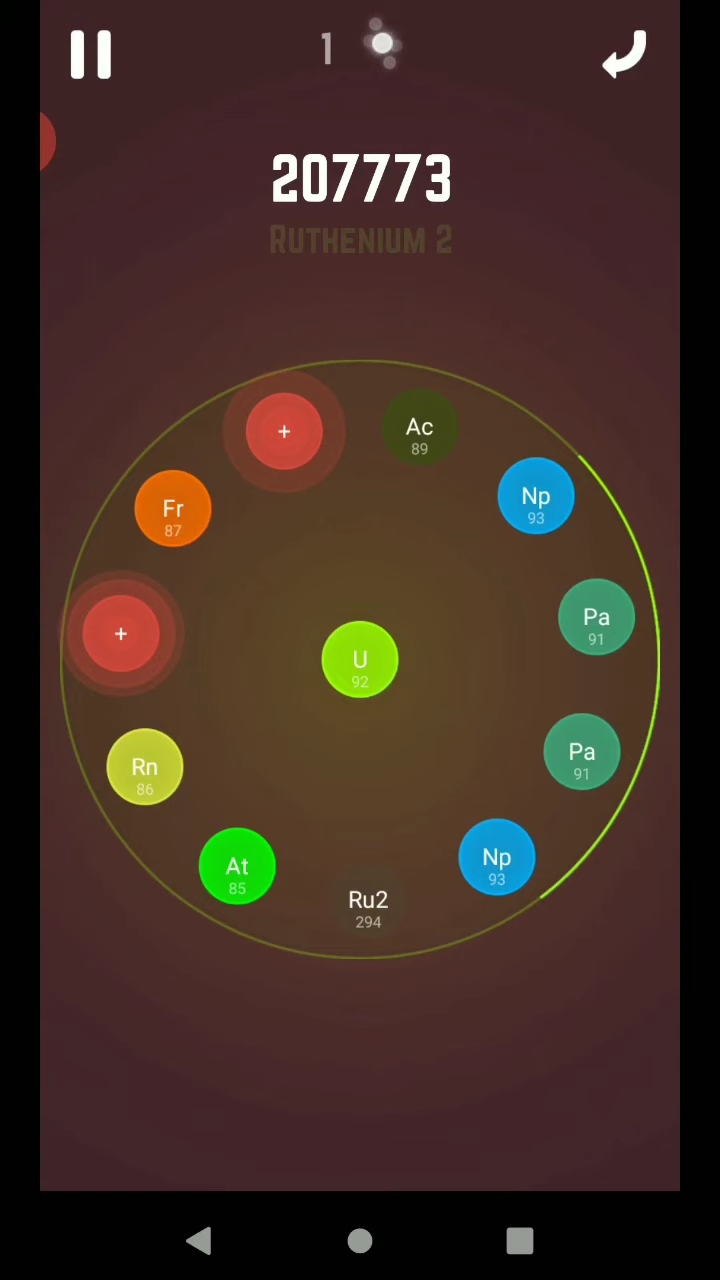 1
207773
RUTHENIUM 2
+
Ac
89
Np
93
Fr
87
Pa
91
+
U
92
Pa
91
Rn
86
Np
93
At
85
Ru2
294